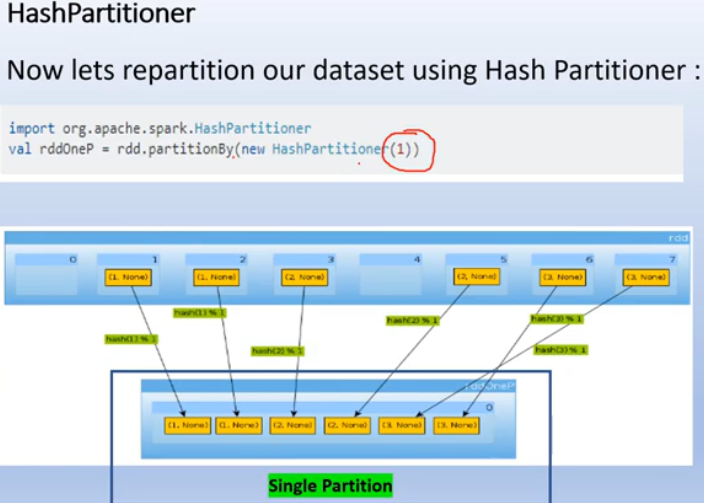 HashPartitioner
Now lets repartition our dataset using Hash Partitioner :
import org.apache.spark.HashPartitioner
val rddOneP = rdd.partitionBy(new HashPartitioner(1))
rdd
0 1 2 3 4 5 6 7
(1, None) (1, None) (2, None) (2, None) (3, None) (3, None)
hash(1) % 1
hash(1) % 1
hash(2) % 1
hash(2) % 1
hash(3) % 1
hash(3) % 1
rddOneP
0
(1, None) (1, None) (2, None) (2, None) (3, None) (3, None)
Single Partition